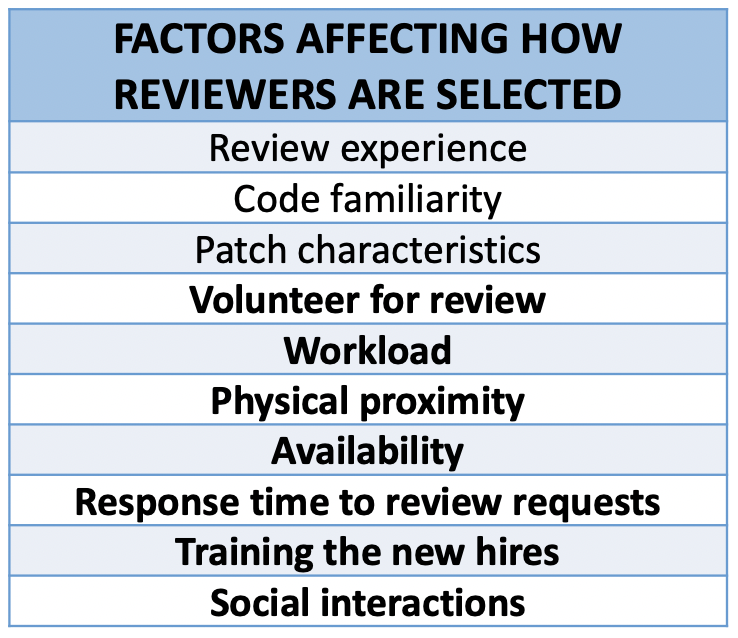 FACTORS AFFECTING HOW
REVIEWERS ARE SELECTED
Review experience
Code familiarity
Patch characteristics
Volunteer for review
Workload
Physical proximity
Availability
Response time to review requests
Training the new hires
Social interactions